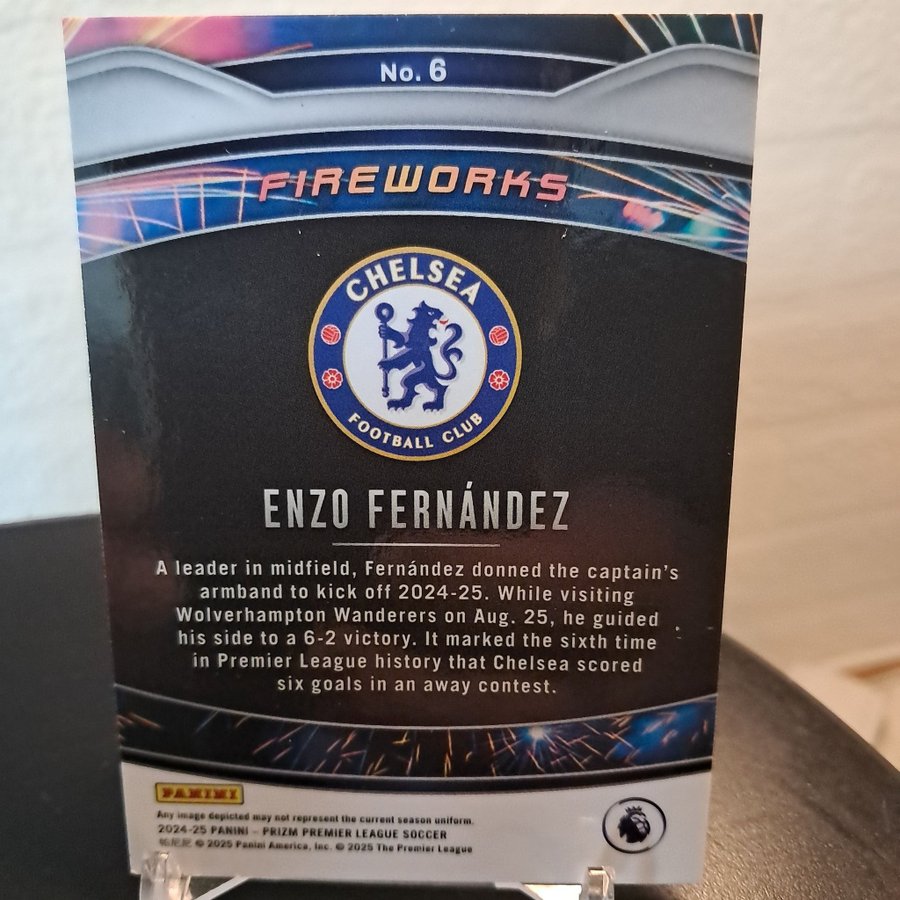 No. 6
FIREWORKS
CHELSEA
FOOTBALL CLUB
ENZO FERNÁNDEZ
A leader in midfield, Fernández donned the captain's
armband to kick off 2024-25. While visiting
Wolverhampton Wanderers on Aug. 25, he guided
his side to a 6-2 victory. It marked the sixth time
in Premier League history that Chelsea scored
six goals in an away contest.
PANINI
Any image depicted may not represent the current season uniform.
2024-25 PANINI – PRIZM PREMIER LEAGUE SOCCER
帕尼尼 © 2025 Panini America, Inc. © 2025 The Premier League